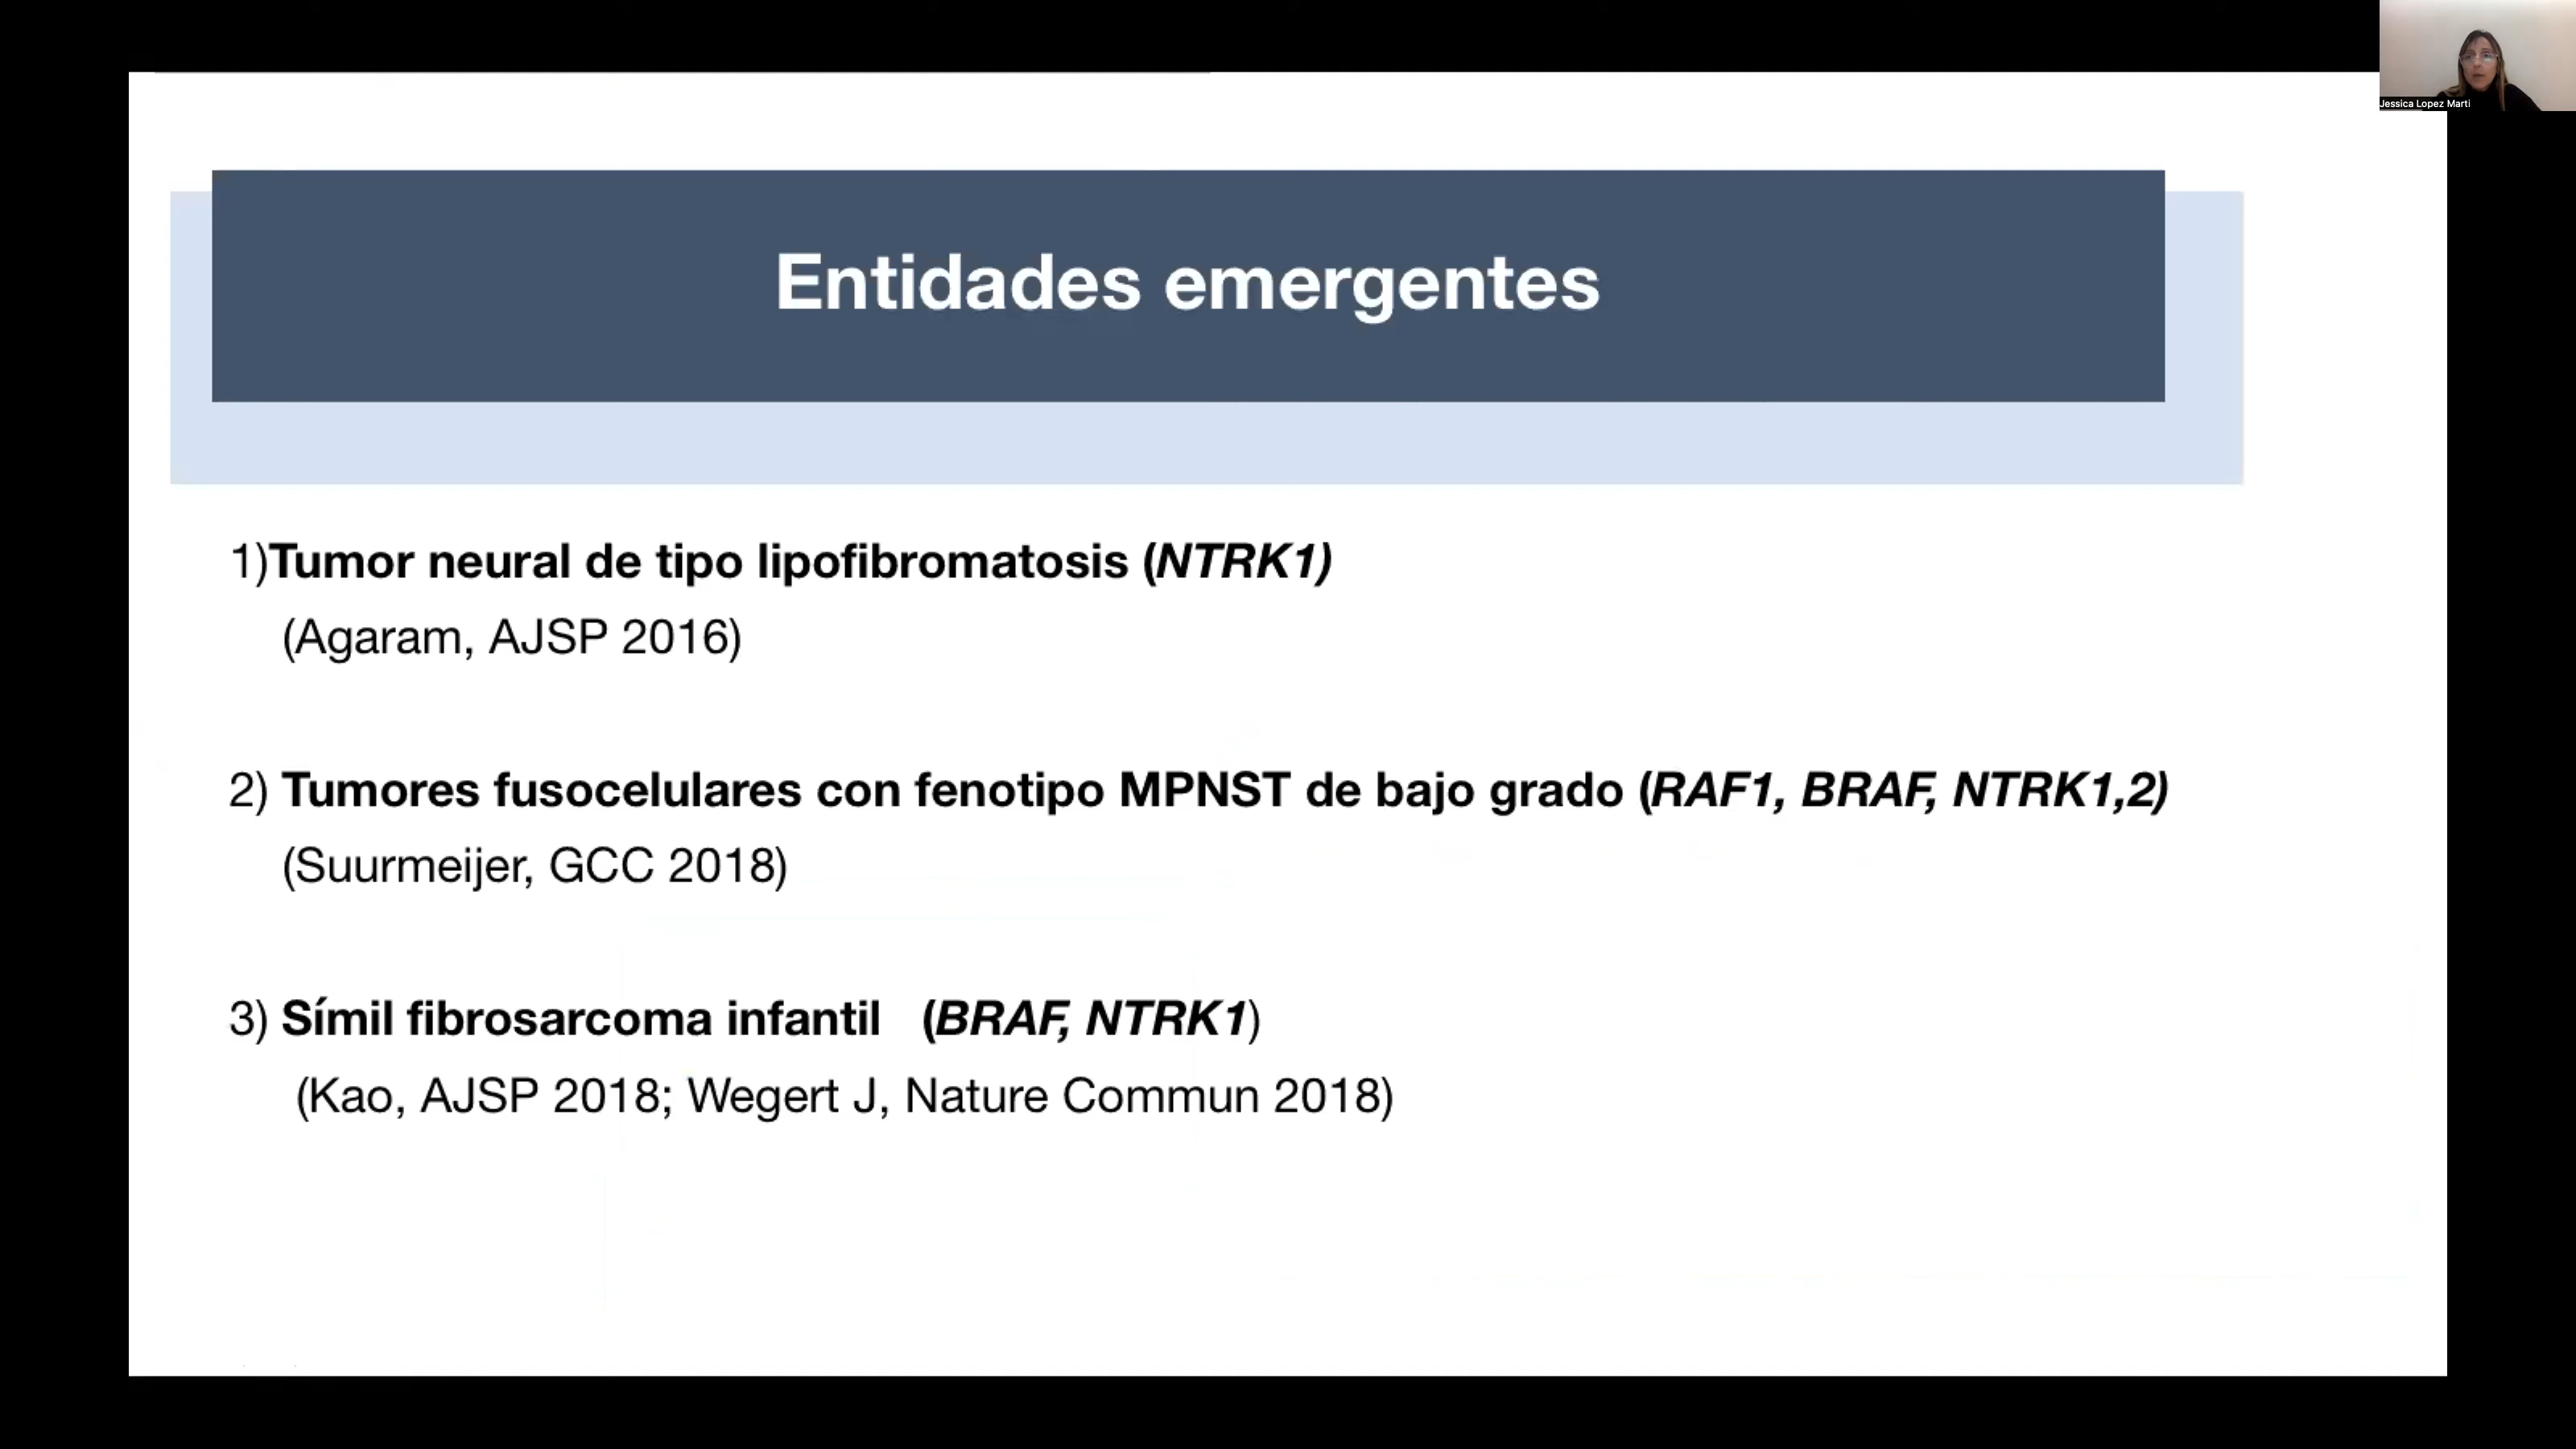 Jessica Lopez Marti
Entidades emergentes
1)Tumor neural de tipo lipofibromatosis (NTRK1)
(Agaram, AJSP 2016)
2) Tumores fusocelulares con fenotipo MPNST de bajo grado (RAF1, BRAF, NTRK1,2)
(Suurmeijer, GCC 2018)
3) Símil fibrosarcoma infantil (BRAF, NTRK1)
(Kao, AJSP 2018; Wegert J, Nature Commun 2018)